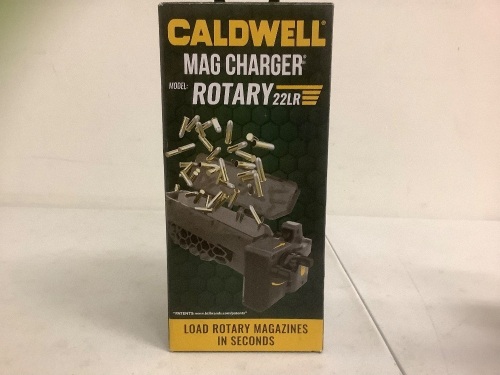 CALDWELL®
MAG CHARGER®
MODEL: ROTARY 22LR
LOAD ROTARY MAGAZINES
IN SECONDS